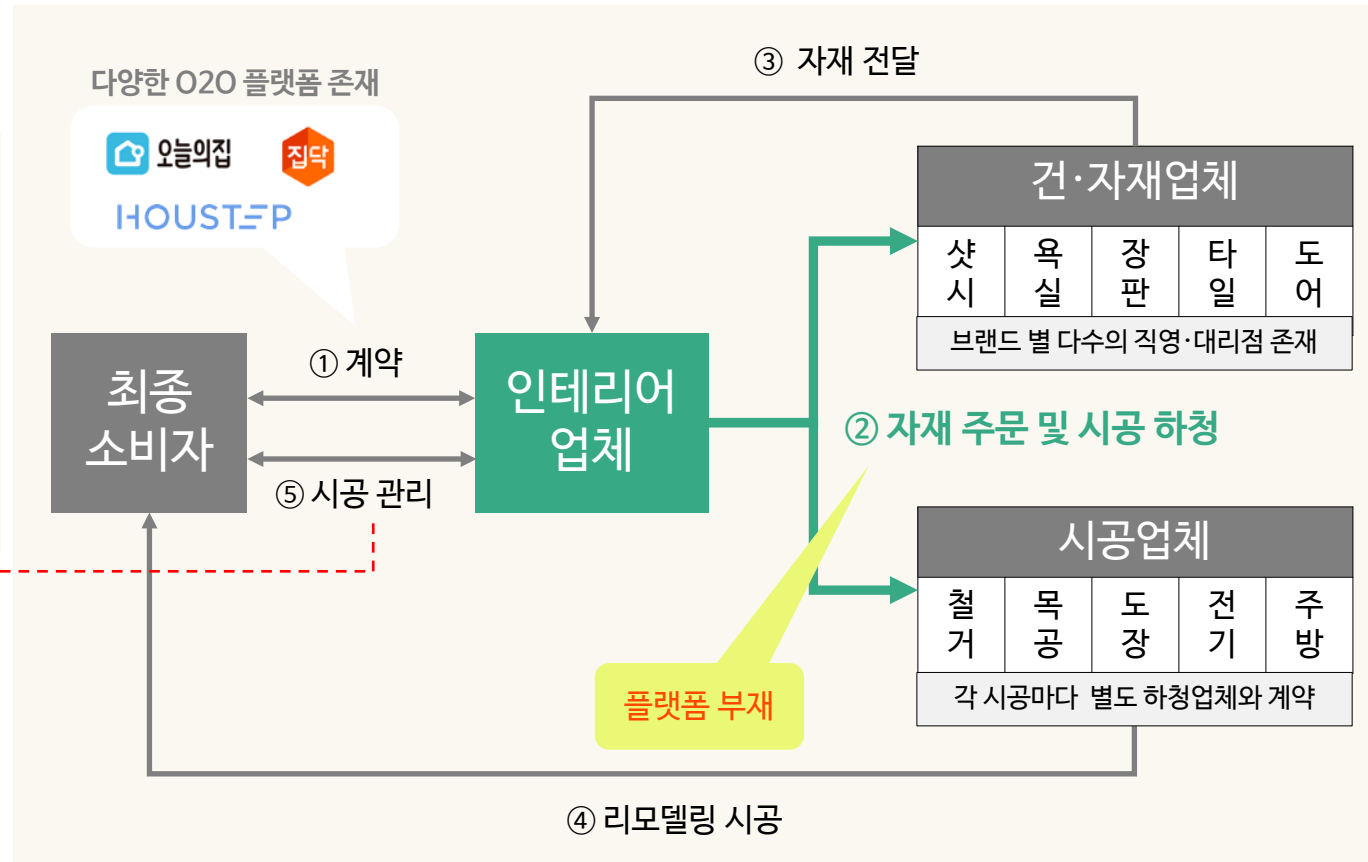 다양한 O2O 플랫폼 존재
오늘의집
집닥
HOUSTEP
③ 자재 전달
건·자재업체
샷시
욕실
장판
타일
도어
브랜드 별 다수의 직영·대리점 존재
최종
소비자
① 계약
⑤ 시공 관리
인테리어
업체
② 자재 주문 및 시공 하청
플랫폼 부재
시공업체
철거
목공
도장
전기
주방
각 시공마다 별도 하청업체와 계약
④ 리모델링 시공